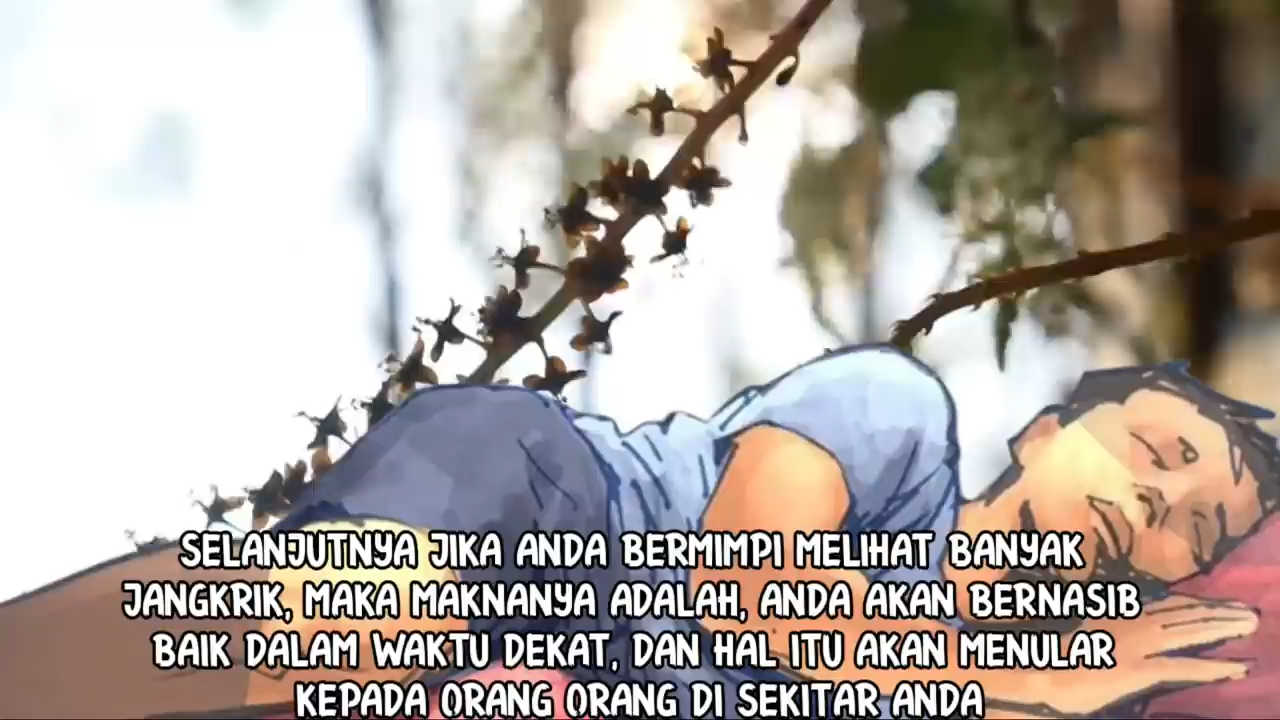 SELANJUTNYA JIKA ANDA BERMIMPI MELIHAT BANYAK
JANGKRIK, MAKA MAKNANYA ADALAH, ANDA AKAN BERNASIB
BAIK DALAM WAKTU DEKAT, DAN HAL ITU AKAN MENULAR
KEPADA ORANG ORANG DI SEKITAR ANDA